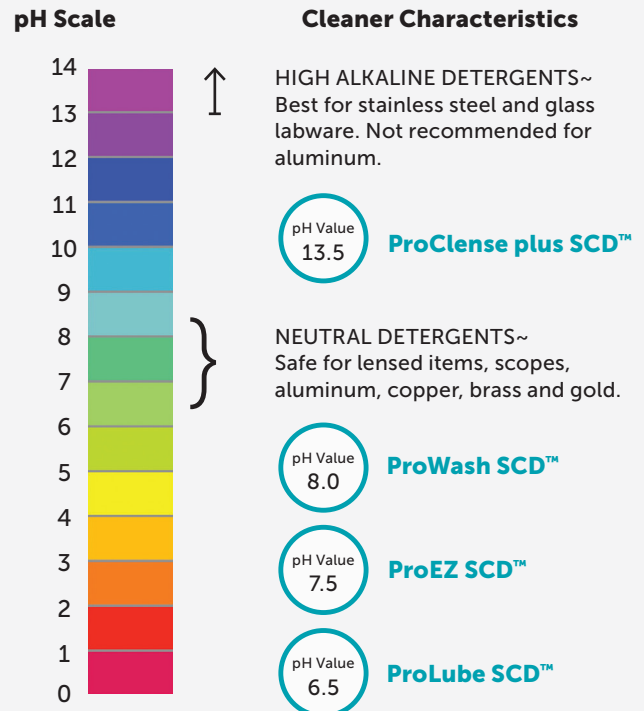 pH Scale
Cleaner Characteristics
14
13
12
11
10
9
8
7
6
5
4
3
2
1
0
HIGH ALKALINE DETERGENTS~
Best for stainless steel and glass
labware. Not recommended for
aluminum.
pH Value
13.5
ProClense plus SCD™
NEUTRAL DETERGENTS~
Safe for lensed items, scopes,
aluminum, copper, brass and gold.
pH Value
8.0
ProWash SCD™
pH Value
7.5
ProEZ SCD™
pH Value
6.5
ProLube SCD™